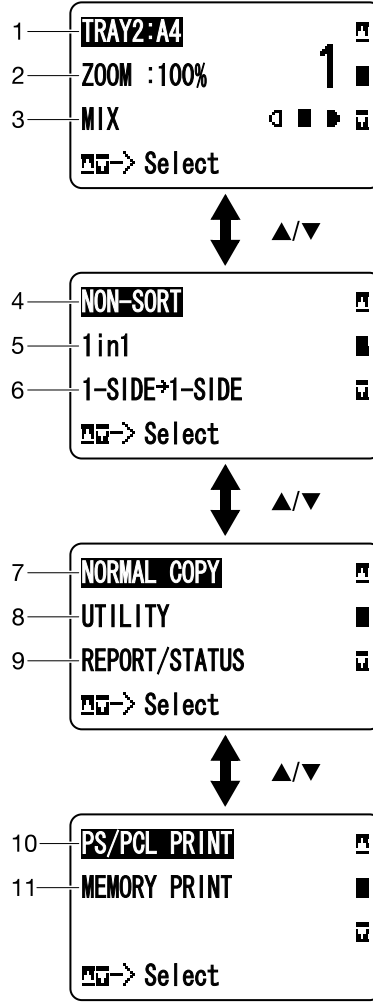 1 TRAY2:A4
2 ZOOM :100% 1
3 MIX
-> Select
▲/▼
4 NON-SORT
5 1in1
6 1-SIDE→1-SIDE
-> Select
▲/▼
7 NORMAL COPY
8 UTILITY
9 REPORT/STATUS
-> Select
▲/▼
10 PS/PCL PRINT
11 MEMORY PRINT
-> Select